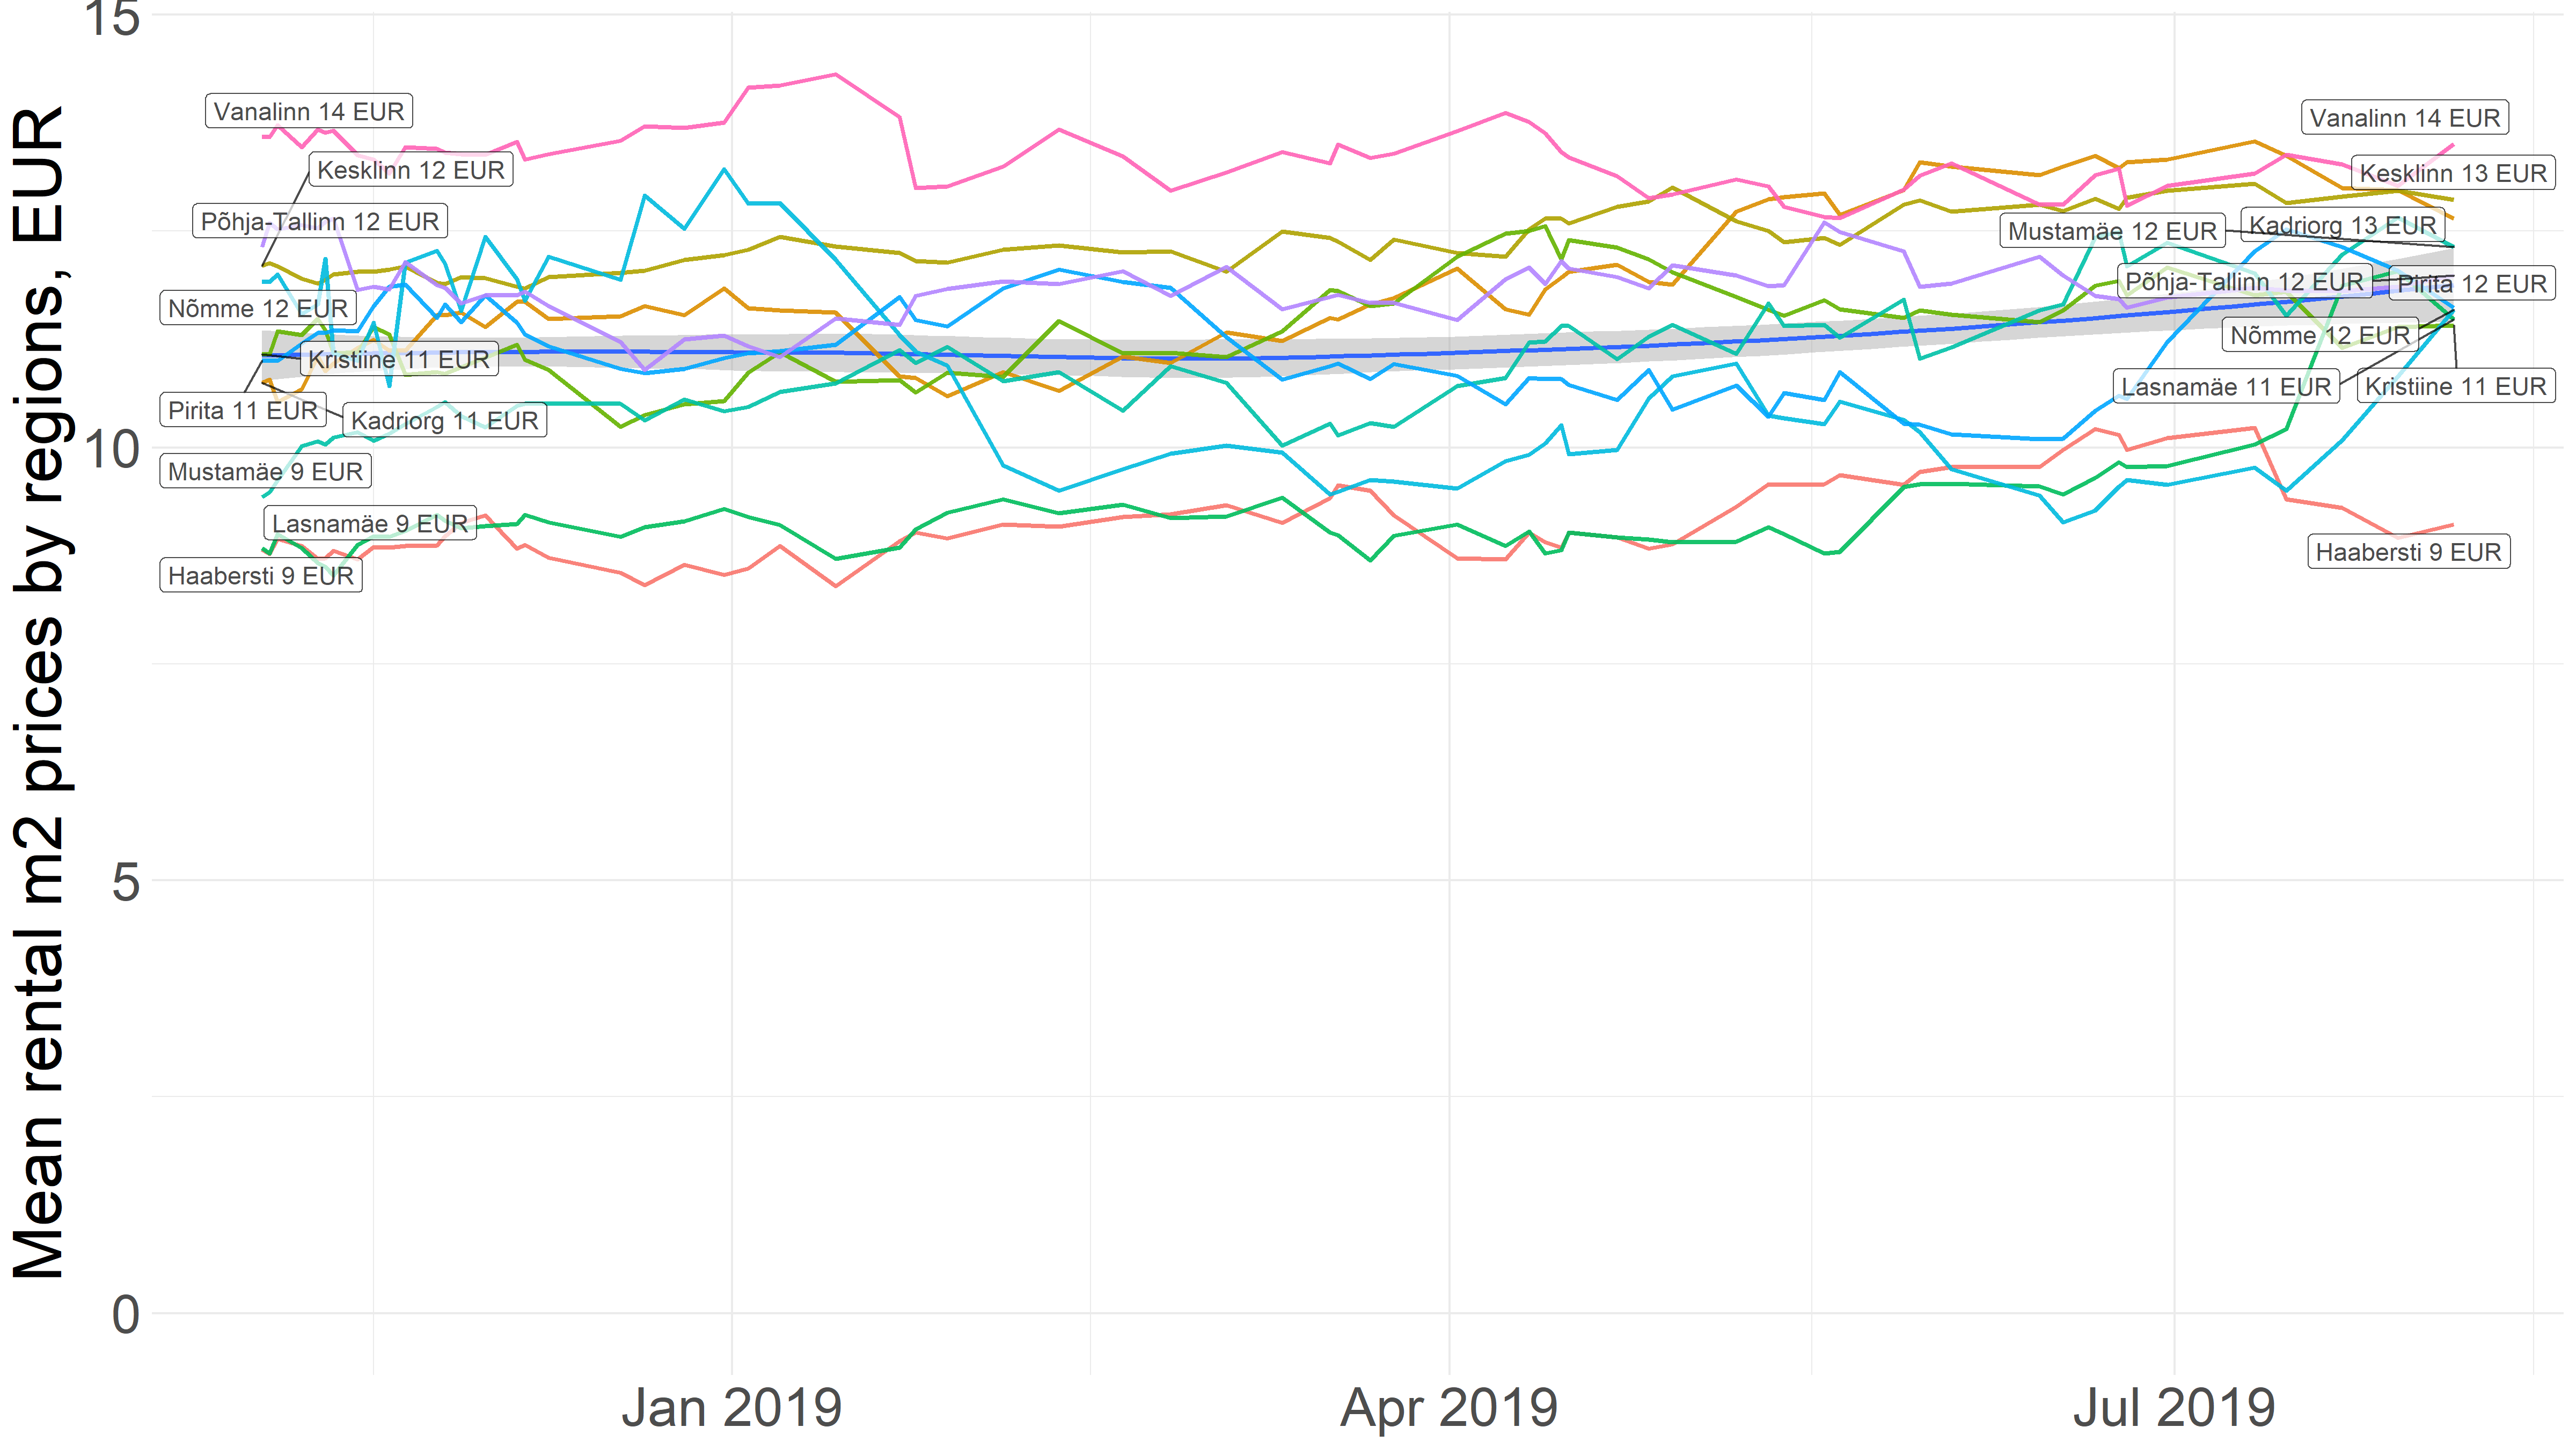 Mean rental m2 prices by regions, EUR
15
10
5
0
Vanalinn 14 EUR
Kesklinn 12 EUR
Põhja-Tallinn 12 EUR
Nõmme 12 EUR
Kristiine 11 EUR
Pirita 11 EUR
Kadriorg 11 EUR
Mustamäe 9 EUR
Lasnamäe 9 EUR
Haabersti 9 EUR
Vanalinn 14 EUR
Kesklinn 13 EUR
Kadriorg 13 EUR
Mustamäe 12 EUR
Põhja-Tallinn 12 EUR
Pirita 12 EUR
Nõmme 12 EUR
Lasnamäe 11 EUR
Kristiine 11 EUR
Haabersti 9 EUR
Jan 2019
Apr 2019
Jul 2019